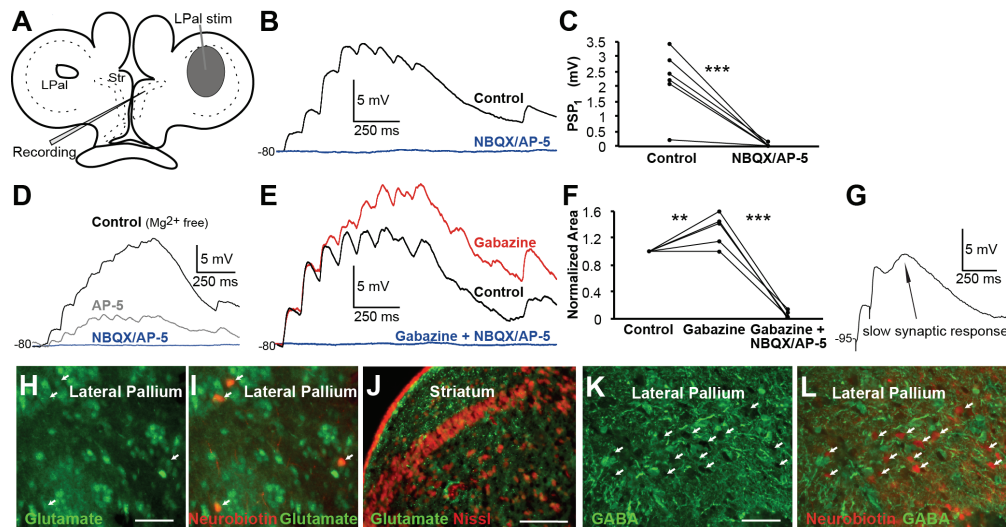 A
LPal stim
LPal
Str
Recording
B
5 mV
250 ms
Control
-80
NBQX/AP-5
C
PSP1 (mV)
3.5
3
2.5
2
1.5
1
0.5
0
***
Control
NBQX/AP-5
D
Control (Mg2+ free)
5 mV
250 ms
AP-5
-80
NBQX/AP-5
E
Gabazine
5 mV
250 ms
Control
-80
Gabazine + NBQX/AP-5
F
Normalized Area
1.6
1.2
0.8
0.4
0
**
***
Control
Gabazine
Gabazine +
NBQX/AP-5
G
5 mV
250 ms
slow synaptic response
-95
H
Lateral Pallium
Glutamate
I
Lateral Pallium
Neurobiotin Glutamate
J
Striatum
Glutamate Nissl
K
Lateral Pallium
GABA
L
Lateral Pallium
Neurobiotin GABA